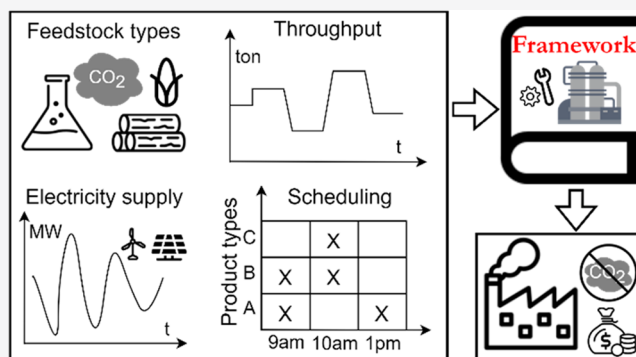 Feedstock types
CO2
Throughput
ton
t
Framework
Electricity supply
MW
t
Scheduling
Product types
C
X
B
X X
A
X X
9am 10am 1pm
CO2
$